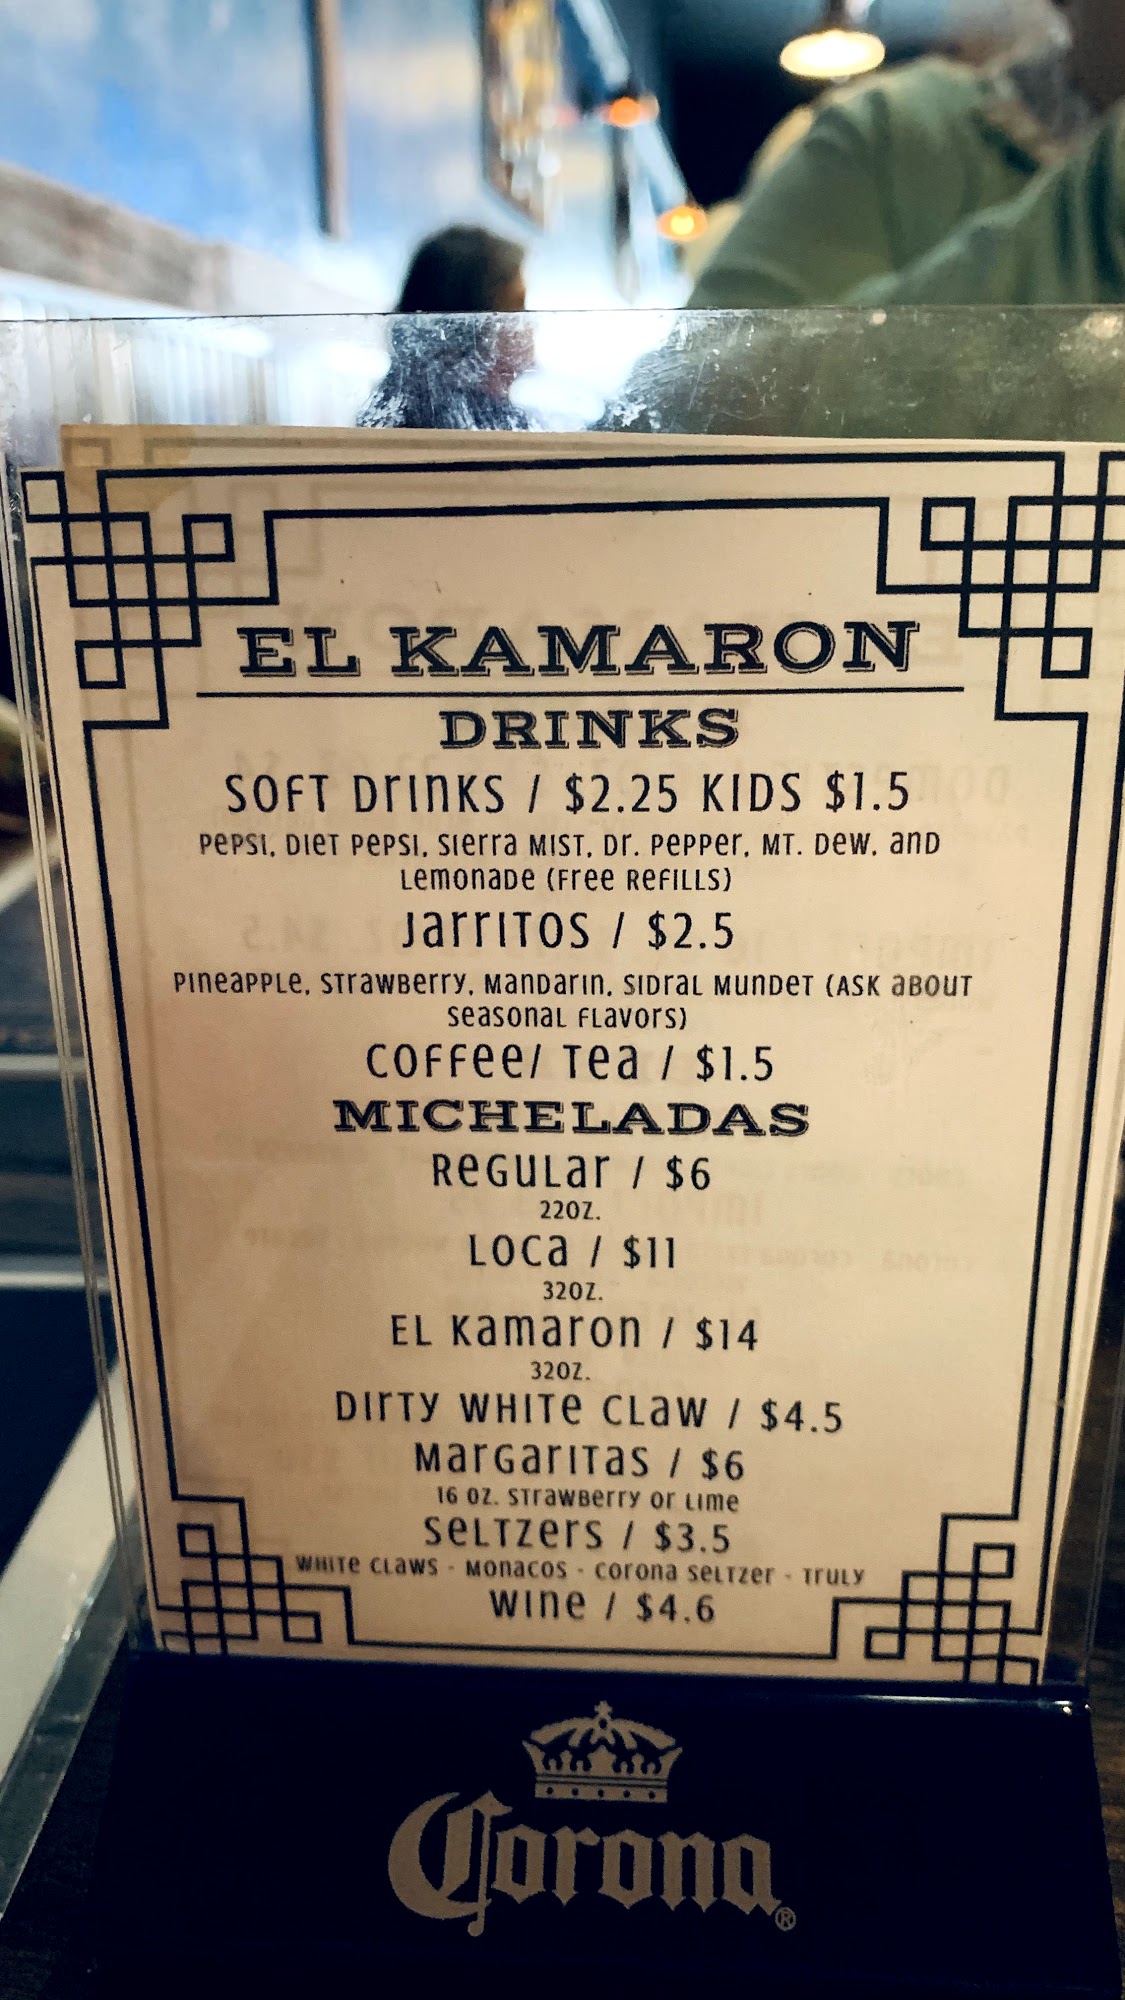 EL KAMARON
DRINKS
SOFT DrInKS / $2.25 KIDS $1.5
PePSI, DIeT PePSI, SIerra MIST, Dr. PePPer, MT. Dew, anD
Lemonade (Free ReFILLS)
Jarritos / $2.5
PIneaPPLe, STrawBerry, ManDarIn, SIDraL MunDeT (ASK aBOUT
Seasonal Flavors)
Coffee/ Tea / $1.5
MICHELADAS
Regular / $6
22oz.
Loca / $11
32oz.
EL Kamaron / $14
32oz.
Dirty White Claw / $4.5
Margaritas / $6
16 oz. Strawberry or Lime
Seltzers / $3.5
White Claws - Monacos - Corona Seltzer - Truly
Wine / $4.6
Corona®